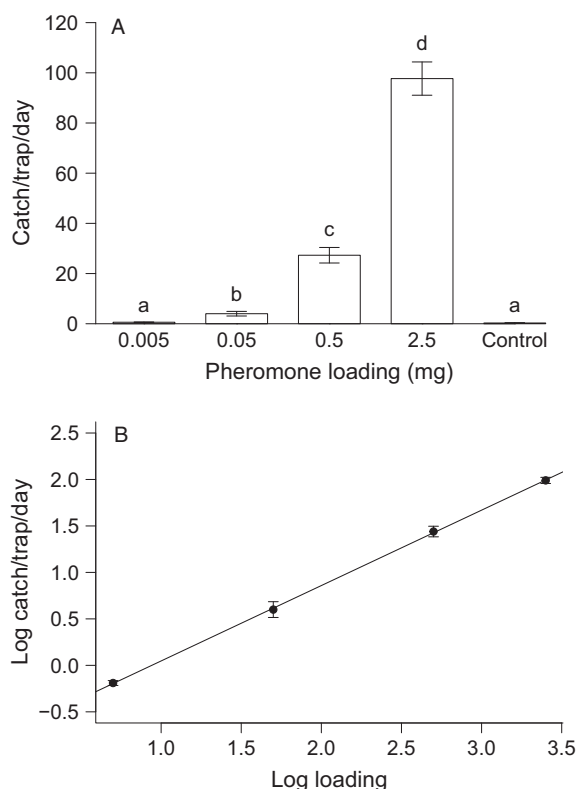 A
120
100
80
60
40
20
0
Catch/trap/day
a
b
c
d
a
0.005 0.05 0.5 2.5 Control
Pheromone loading (mg)
B
2.5
2.0
1.5
1.0
0.5
0.0
−0.5
Log catch/trap/day
1.0 1.5 2.0 2.5 3.0 3.5
Log loading